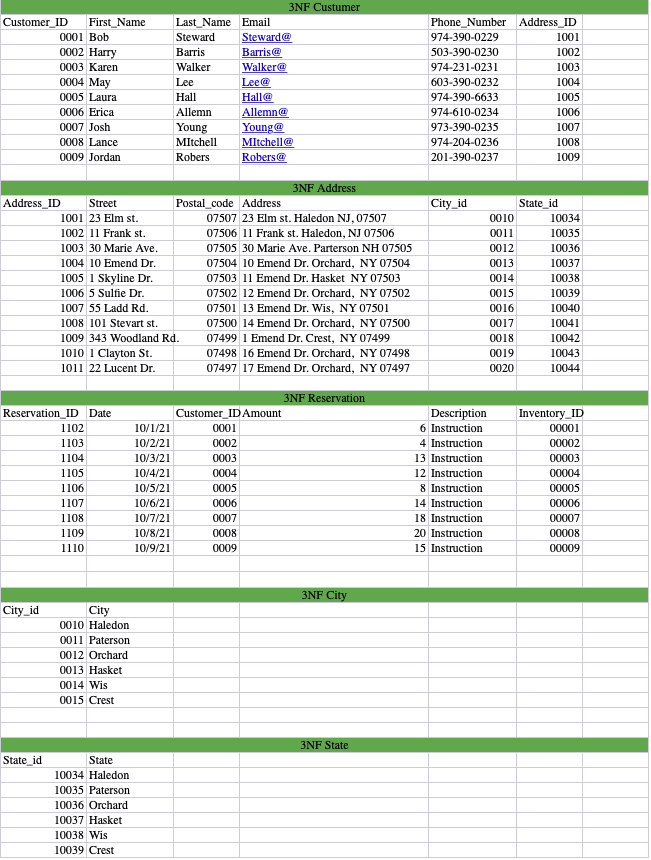 3NF Custumer
Customer_ID First_Name Last_Name Email Phone_Number Address_ID
0001 Bob Steward Steward@ 974-390-0229 1001
0002 Harry Barris Barris@ 503-390-0230 1002
0003 Karen Walker Walker@ 974-231-0231 1003
0004 May Lee Lee@ 603-390-0232 1004
0005 Laura Hall Hall@ 974-390-6633 1005
0006 Erica Allemn Allemn@ 974-610-0234 1006
0007 Josh Young Young@ 973-390-0235 1007
0008 Lance MItchell MItchell@ 974-204-0236 1008
0009 Jordan Robers Robers@ 201-390-0237 1009
3NF Address
Address_ID Street Postal_code Address City_id State_id
1001 23 Elm st. 07507 23 Elm st. Haledon NJ, 07507 0010 10034
1002 11 Frank st. 07506 11 Frank st. Haledon, NJ 07506 0011 10035
1003 30 Marie Ave. 07505 30 Marie Ave. Parterson NH 07505 0012 10036
1004 10 Emend Dr. 07504 10 Emend Dr. Orchard, NY 07504 0013 10037
1005 1 Skyline Dr. 07503 11 Emend Dr. Hasket NY 07503 0014 10038
1006 5 Sulfie Dr. 07502 12 Emend Dr. Orchard, NY 07502 0015 10039
1007 55 Ladd Rd. 07501 13 Emend Dr. Wis, NY 07501 0016 10040
1008 101 Stevart st. 07500 14 Emend Dr. Orchard, NY 07500 0017 10041
1009 343 Woodland Rd. 07499 1 Emend Dr. Crest, NY 07499 0018 10042
1010 1 Clayton St. 07498 16 Emend Dr. Orchard, NY 07498 0019 10043
1011 22 Lucent Dr. 07497 17 Emend Dr. Orchard, NY 07497 0020 10044
3NF Reservation
Reservation_ID Date Customer_ID Amount Description Inventory_ID
1102 10/1/21 0001 6 Instruction 00001
1103 10/2/21 0002 4 Instruction 00002
1104 10/3/21 0003 13 Instruction 00003
1105 10/4/21 0004 12 Instruction 00004
1106 10/5/21 0005 8 Instruction 00005
1107 10/6/21 0006 14 Instruction 00006
1108 10/7/21 0007 18 Instruction 00007
1109 10/8/21 0008 20 Instruction 00008
1110 10/9/21 0009 15 Instruction 00009
3NF City
City_id City
0010 Haledon
0011 Paterson
0012 Orchard
0013 Hasket
0014 Wis
0015 Crest
3NF State
State_id State
10034 Haledon
10035 Paterson
10036 Orchard
10037 Hasket
10038 Wis
10039 Crest